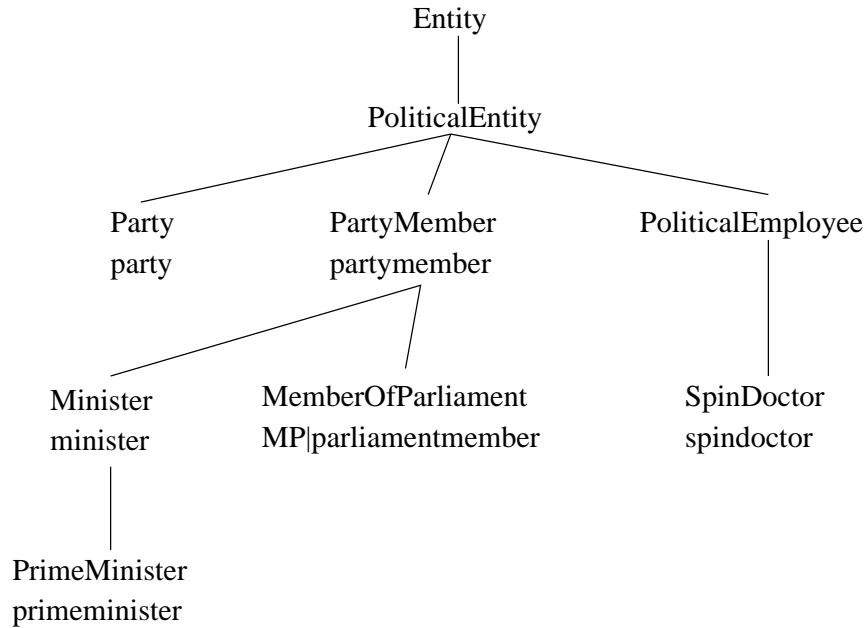 Entity
PoliticalEntity
Party
party
PartyMember
partymember
PoliticalEmployee
Minister
minister
MemberOfParliament
MP|parliamentmember
SpinDoctor
spindoctor
PrimeMinister
primeminister